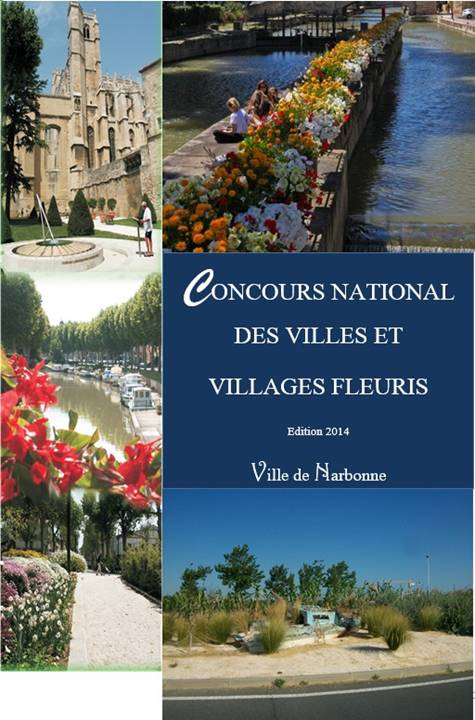 CONCOURS NATIONAL
DES VILLES ET
VILLAGES FLEURIS
Edition 2014
Ville de Narbonne